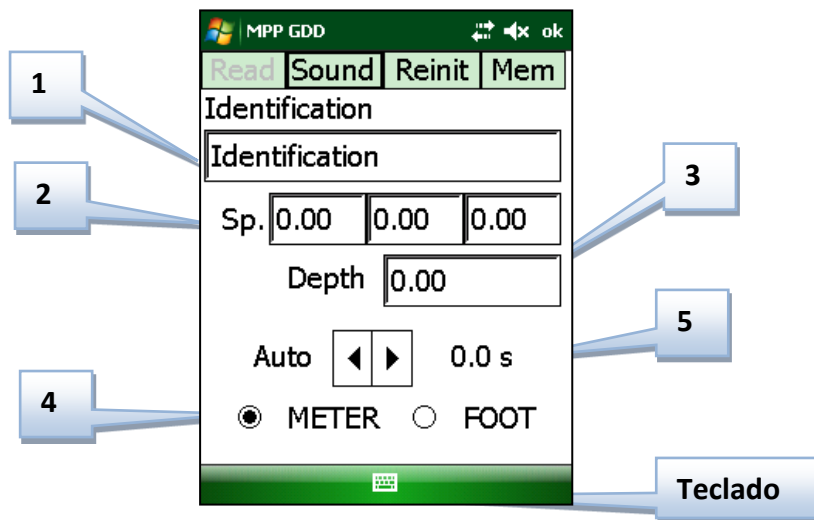 MPP GDD ok
Read Sound Reinit Mem
1
Identification
Identification
2
3
Sp. 0.00 0.00 0.00
Depth 0.00
5
Auto 0.0 s
4
METER FOOT
Teclado